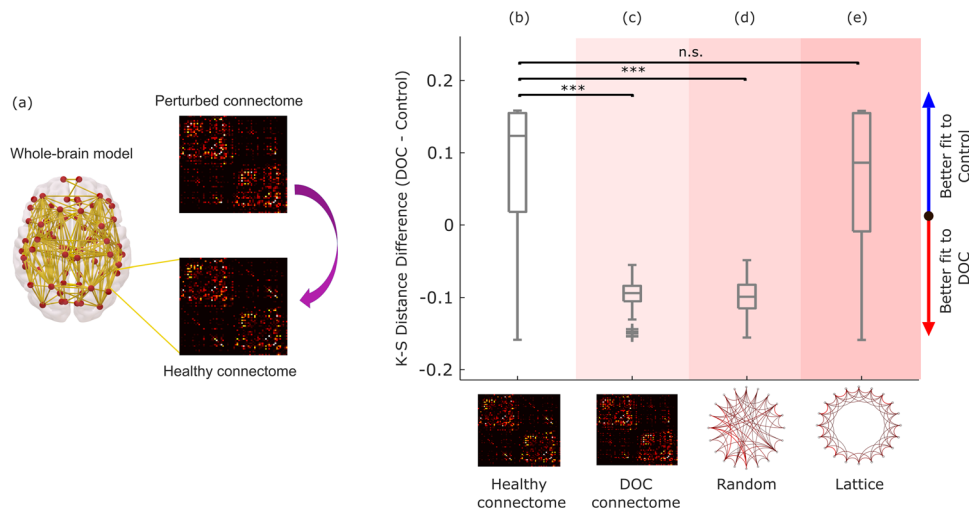 (a)
Perturbed connectome
Whole-brain model
Healthy connectome
(b)
(c)
(d)
(e)
K-S Distance Difference (DOC - Control)
0.2
0.1
0
-0.1
-0.2
n.s.
***
***
Better fit to
Control
Better fit to
DOC
Healthy
connectome
DOC
connectome
Random
Lattice